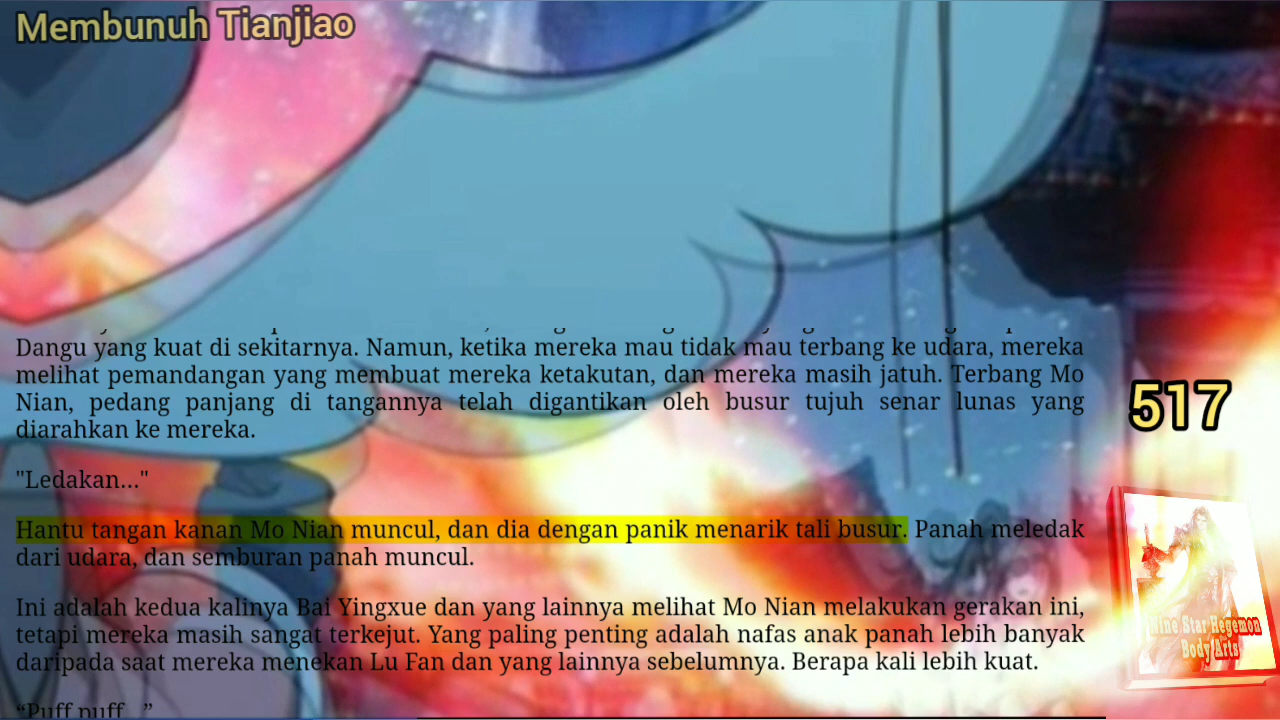 Membunuh Tianjiao
Dangu yang kuat di sekitarnya. Namun, ketika mereka mau tidak mau terbang ke udara, mereka
melihat pemandangan yang membuat mereka ketakutan, dan mereka masih jatuh. Terbang Mo
Nian, pedang panjang di tangannya telah digantikan oleh busur tujuh senar lunas yang
diarahkan ke mereka.
"Ledakan..."
Hantu tangan kanan Mo Nian muncul, dan dia dengan panik menarik tali busur. Panah meledak
dari udara, dan semburan panah muncul.
Ini adalah kedua kalinya Bai Yingxue dan yang lainnya melihat Mo Nian melakukan gerakan ini,
tetapi mereka masih sangat terkejut. Yang paling penting adalah nafas anak panah lebih banyak
daripada saat mereka menekan Lu Fan dan yang lainnya sebelumnya. Berapa kali lebih kuat.
“Puff puff...”
517
Nine Star Hegemon
Body Arts